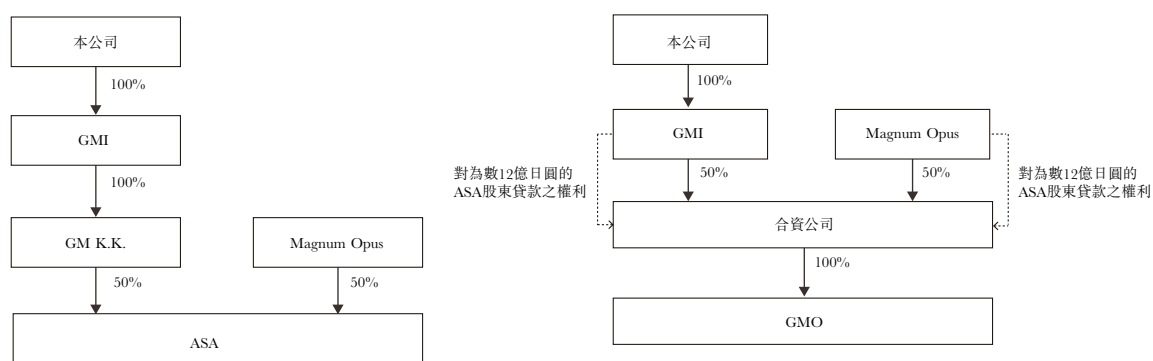 本公司
100%
GMI
100%
GM K.K.
Magnum Opus
50%
50%
ASA
本公司
100%
GMI
Magnum Opus
對為數12億日圓的
ASA股東貸款之權利
50%
50%
對為數12億日圓的
ASA股東貸款之權利
合資公司
100%
GMO